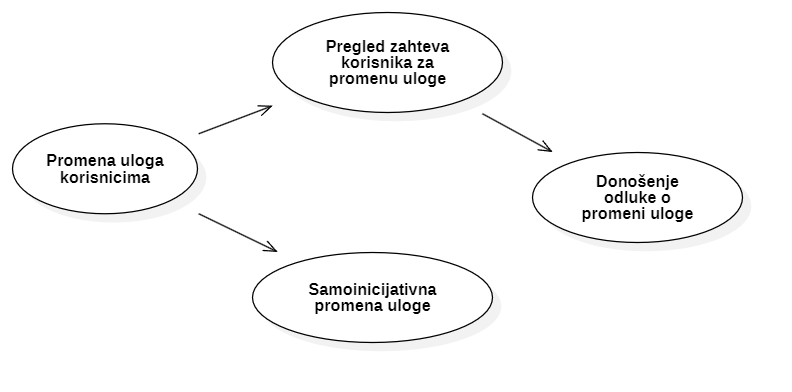 Pregled zahteva
korisnika za
promenu uloge
Promena uloga
korisnicima
Donošenje
odluke o
promeni uloge
Samoinicijativna
promena uloge